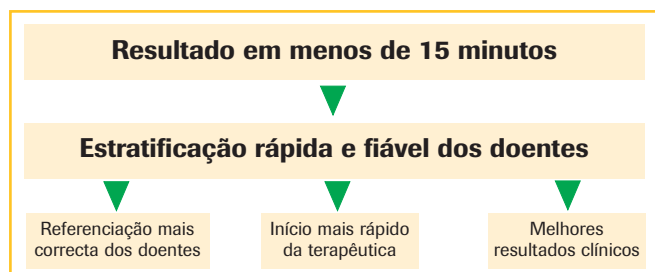 Resultado em menos de 15 minutos
Estratificação rápida e fiável dos doentes
Referenciação mais
correcta dos doentes
Início mais rápido
da terapêutica
Melhores
resultados clínicos